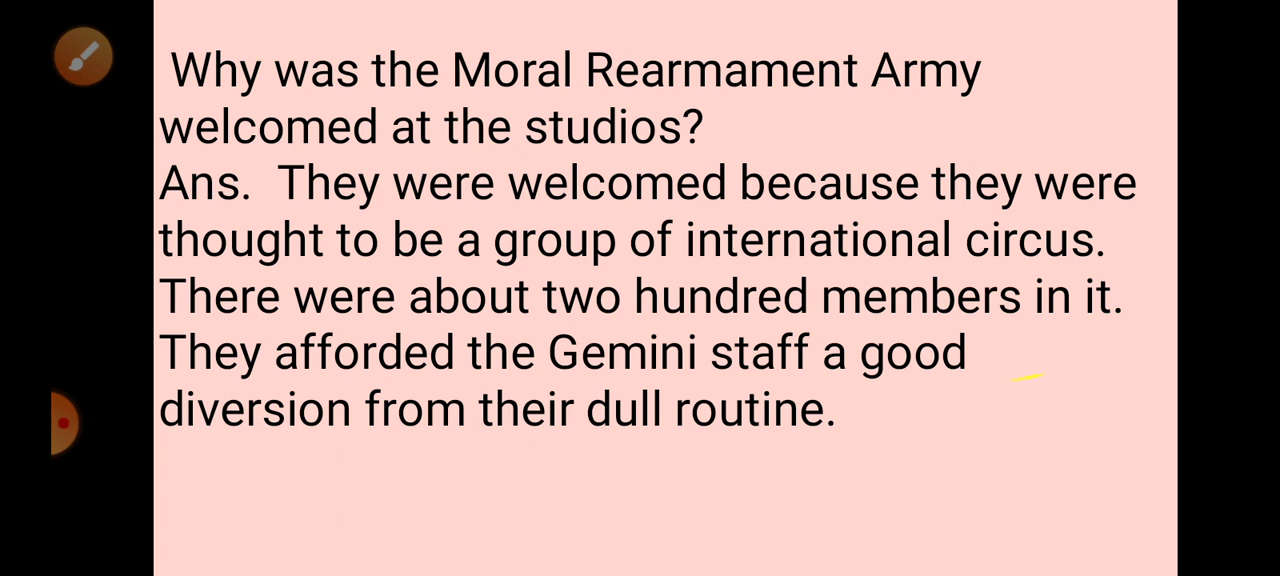 Why was the Moral Rearmament Army
welcomed at the studios?
Ans. They were welcomed because they were
thought to be a group of international circus.
There were about two hundred members in it.
They afforded the Gemini staff a good
diversion from their dull routine.